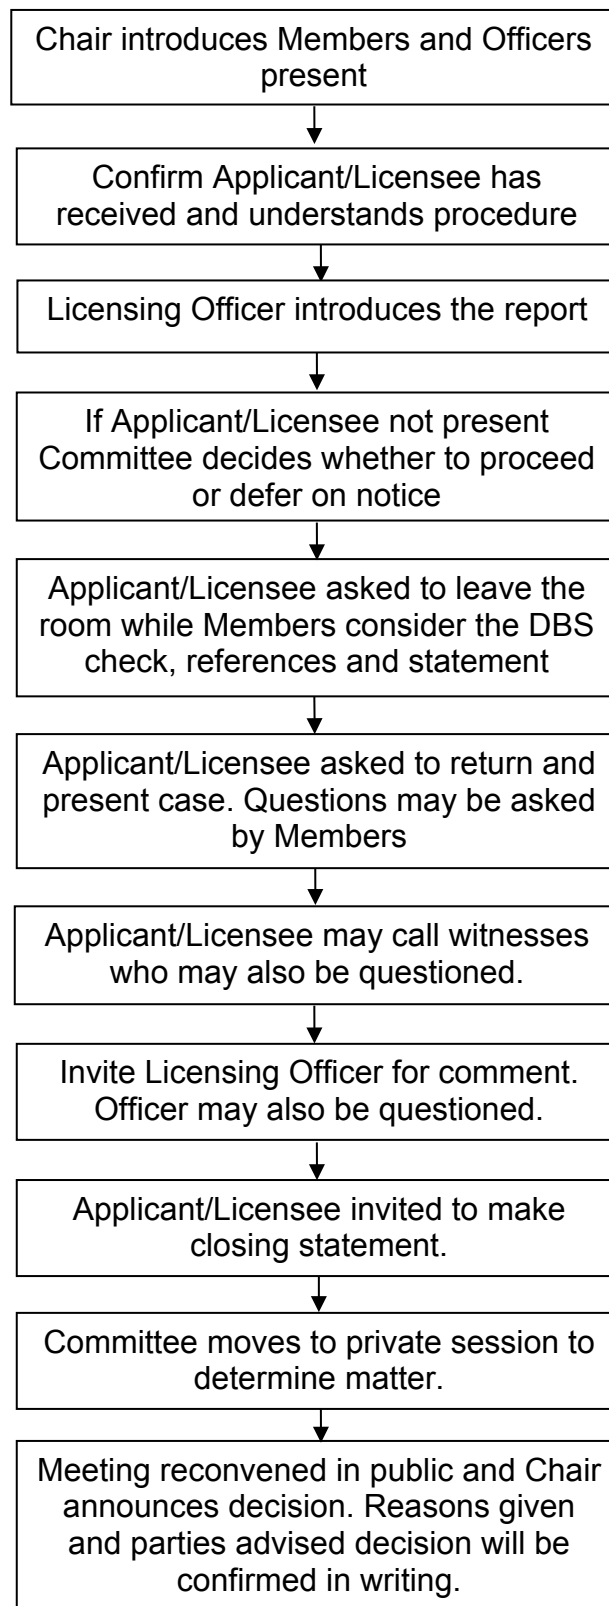 Chair introduces Members and Officers
present
Confirm Applicant/Licensee has
received and understands procedure
Licensing Officer introduces the report
If Applicant/Licensee not present
Committee decides whether to proceed
or defer on notice
Applicant/Licensee asked to leave the
room while Members consider the DBS
check, references and statement
Applicant/Licensee asked to return and
present case. Questions may be asked
by Members
Applicant/Licensee may call witnesses
who may also be questioned.
Invite Licensing Officer for comment.
Officer may also be questioned.
Applicant/Licensee invited to make
closing statement.
Committee moves to private session to
determine matter.
Meeting reconvened in public and Chair
announces decision. Reasons given
and parties advised decision will be
confirmed in writing.